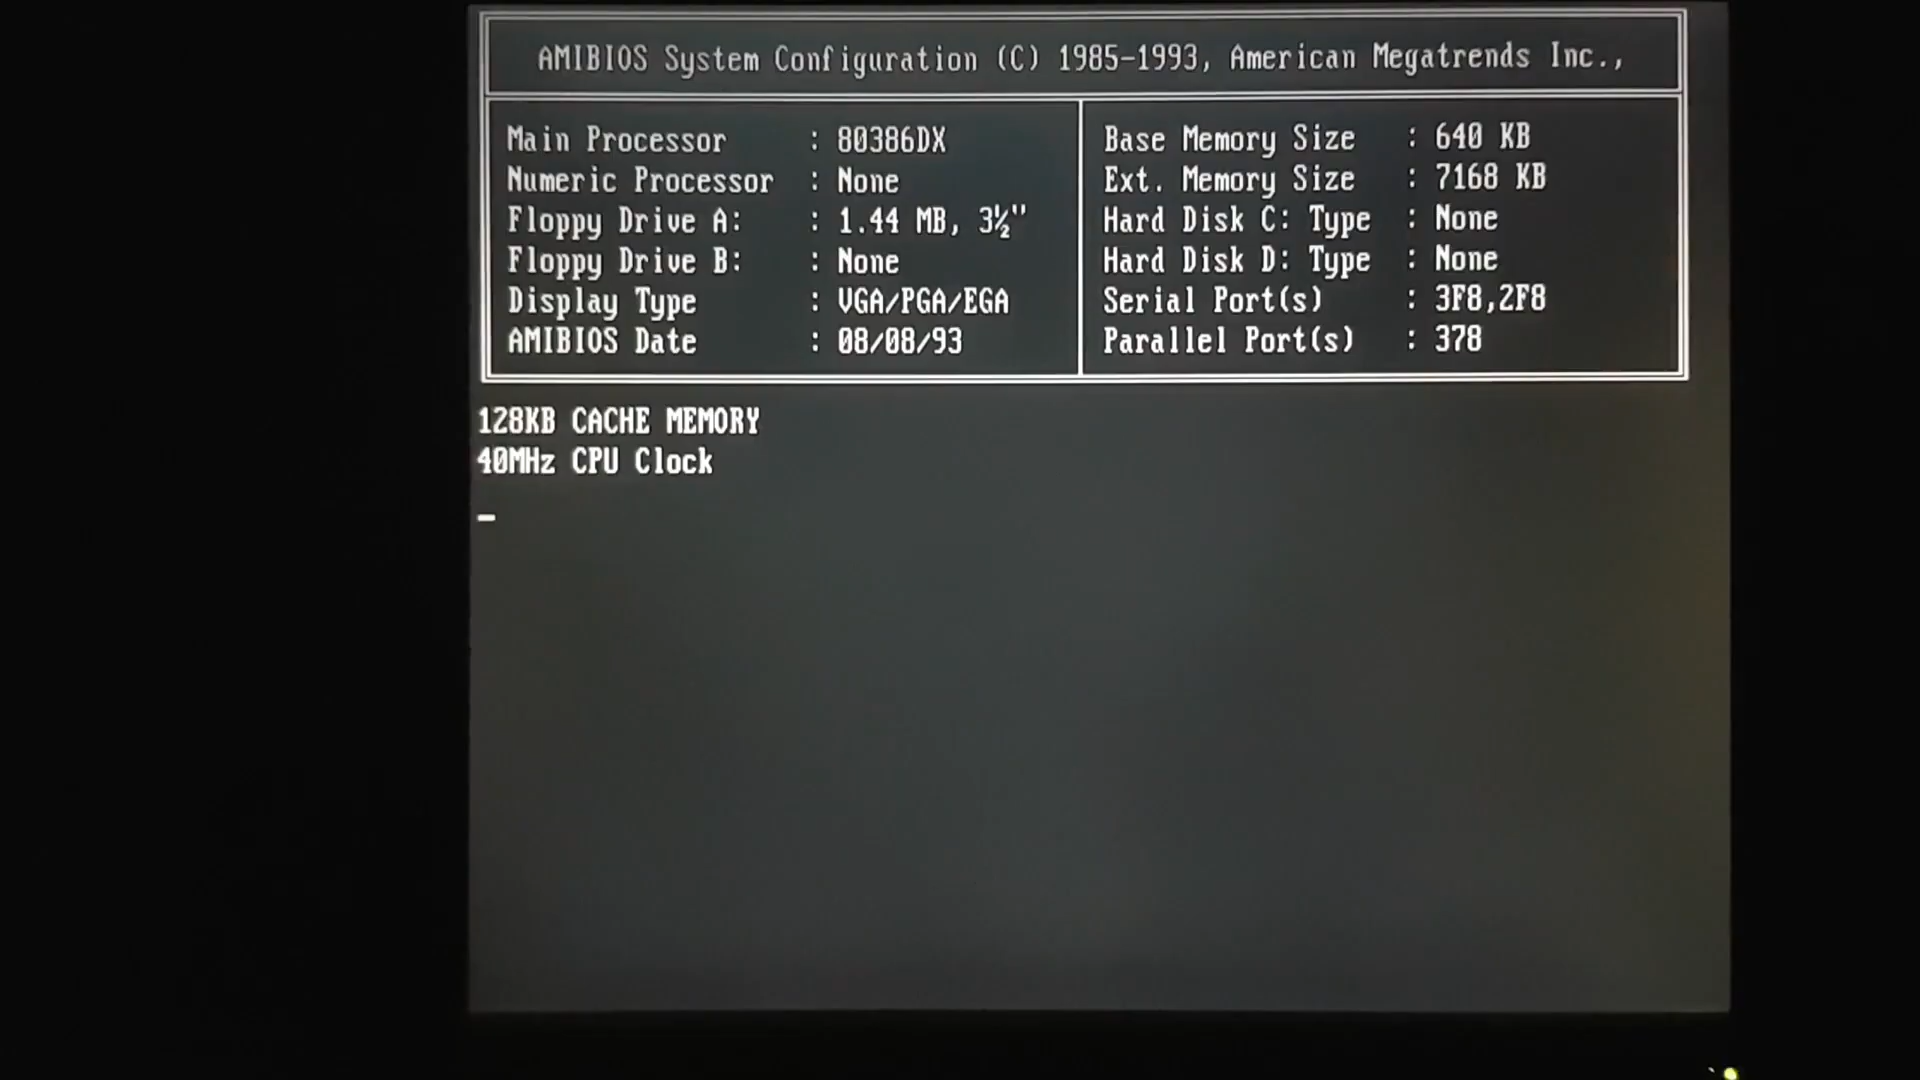 AMIBIOS System Configuration (C) 1985-1993, American Megatrends Inc.,
Main Processor : 80386DX
Numeric Processor : None
Floppy Drive A: : 1.44 MB, 3½"
Floppy Drive B: : None
Display Type : VGA/PGA/EGA
AMIBIOS Date : 08/08/93
Base Memory Size : 640 KB
Ext. Memory Size : 7168 KB
Hard Disk C: Type : None
Hard Disk D: Type : None
Serial Port(s) : 3F8,2F8
Parallel Port(s) : 378
128KB CACHE MEMORY
40MHz CPU Clock